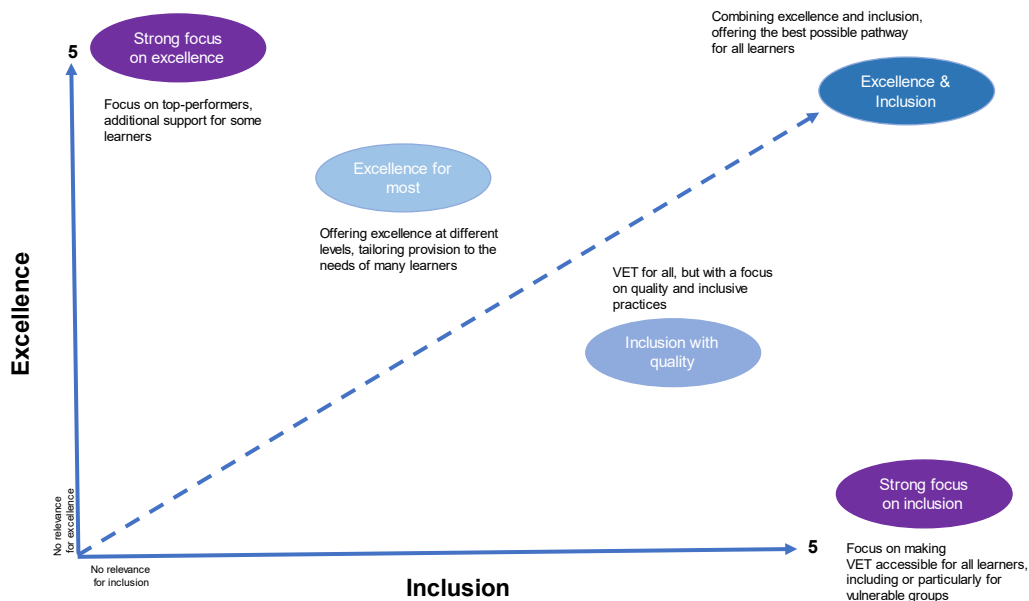 Combining excellence and inclusion,
offering the best possible pathway
for all learners
5
Strong focus
on excellence
Excellence &
Inclusion
Focus on top-performers,
additional support for some
learners
Excellence for
most
Offering excellence at different
levels, tailoring provision to the
needs of many learners
VET for all, but with a focus
on quality and inclusive
practices
Inclusion with
quality
Excellence
Strong focus
on inclusion
No relevance
for excellence
5
Focus on making
VET accessible for all learners,
including or particularly for
vulnerable groups
No relevance
for inclusion
Inclusion